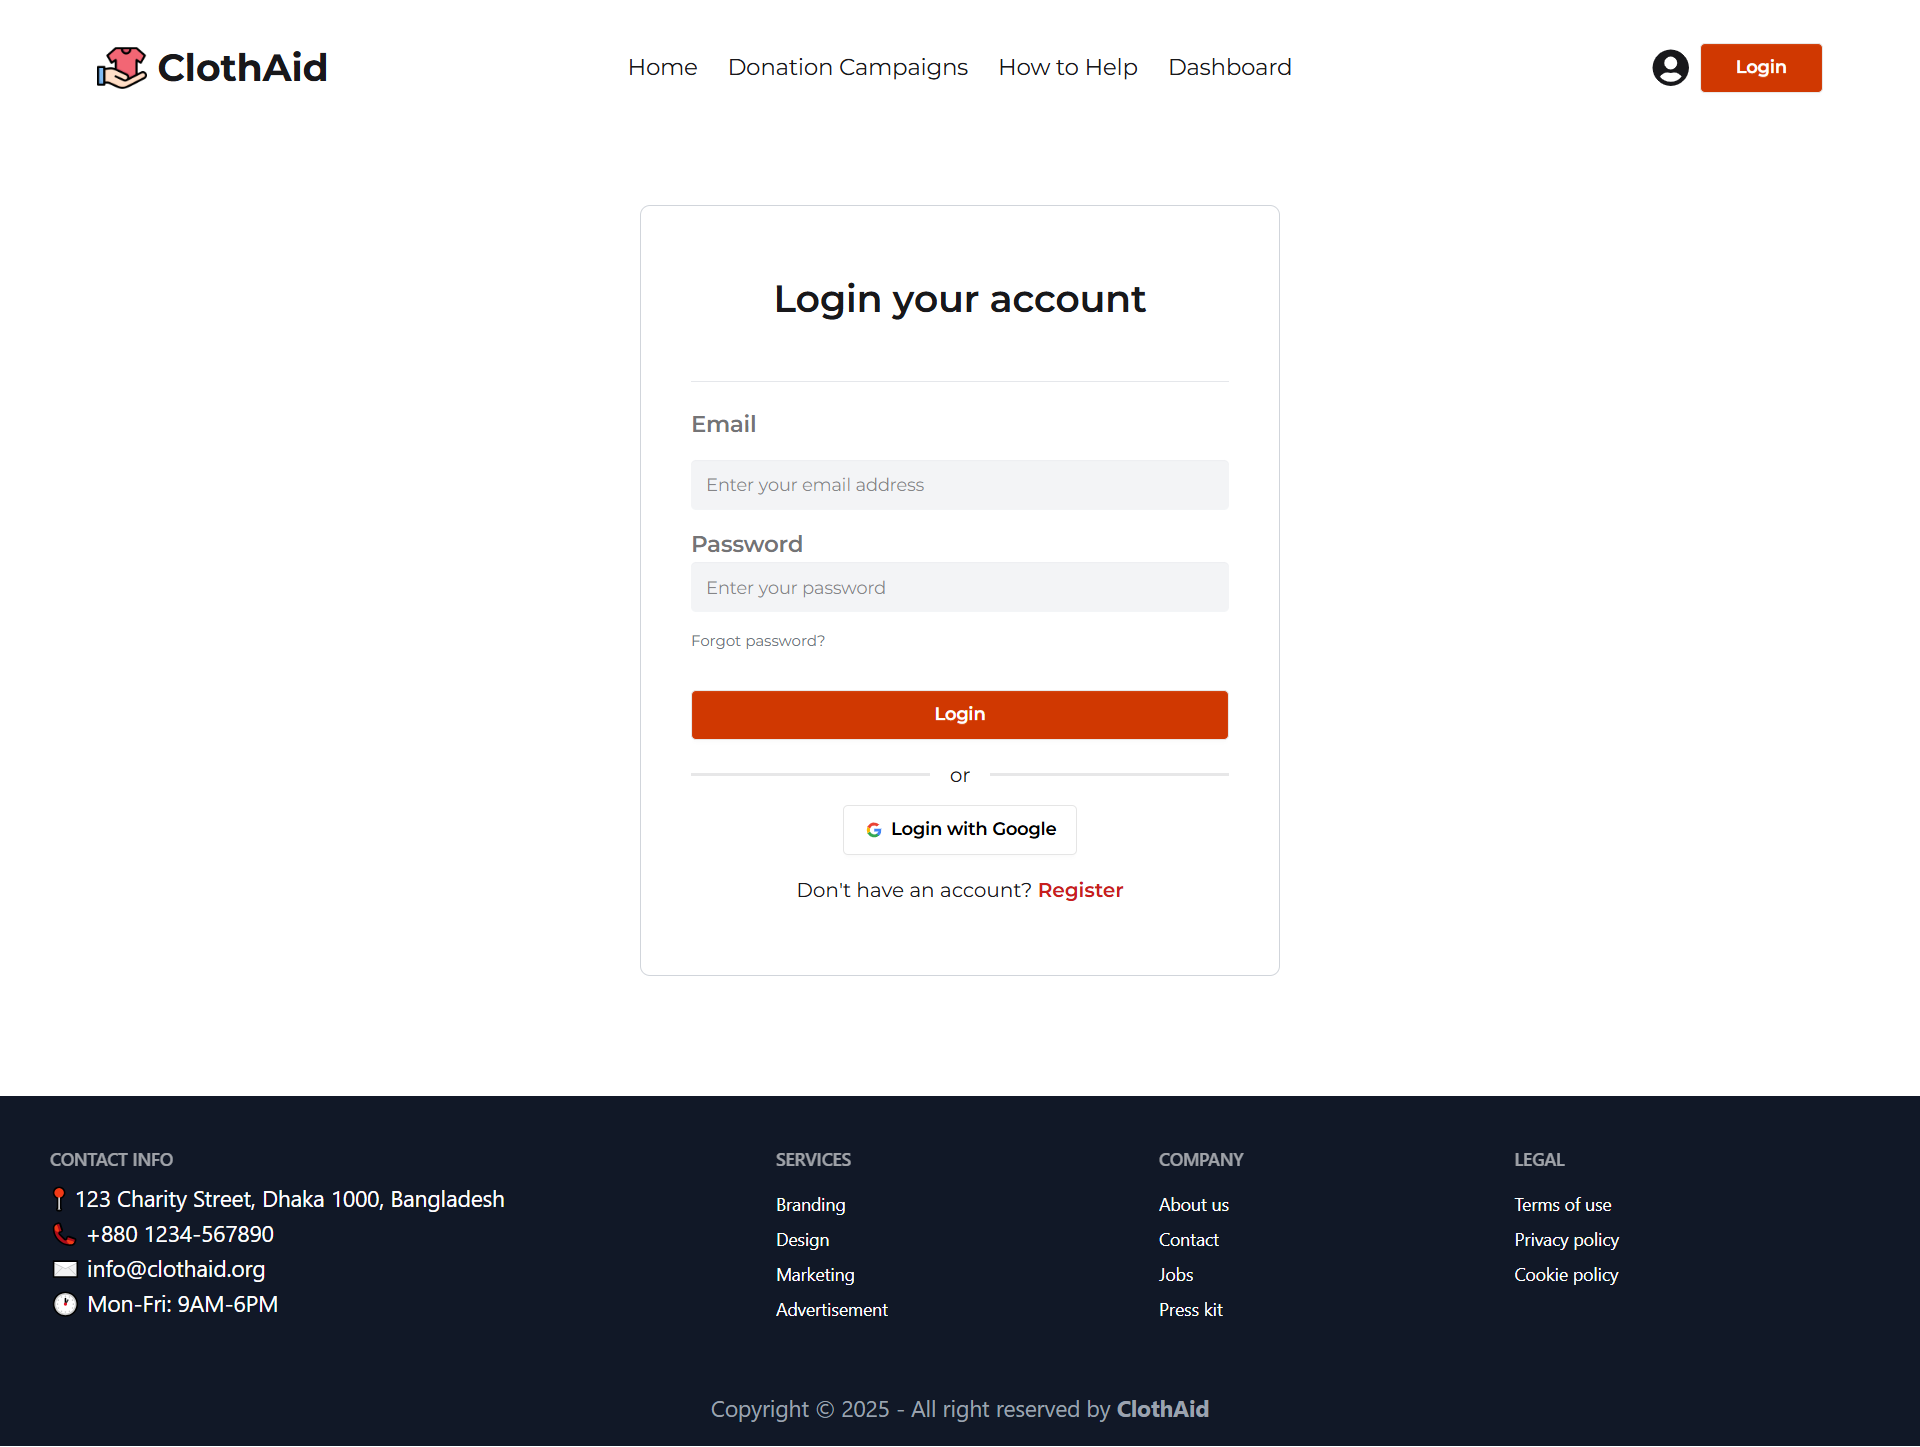 ClothAid
Home Donation Campaigns How to Help Dashboard
Login
Login your account
Email
Enter your email address
Password
Enter your password
Forgot password?
Login
or
Login with Google
Don't have an account? Register
CONTACT INFO
📍 123 Charity Street, Dhaka 1000, Bangladesh
📞 +880 1234-567890
✉️ info@clothaid.org
🕐 Mon-Fri: 9AM-6PM
SERVICES
Branding
Design
Marketing
Advertisement
COMPANY
About us
Contact
Jobs
Press kit
LEGAL
Terms of use
Privacy policy
Cookie policy
Copyright © 2025 - All right reserved by ClothAid